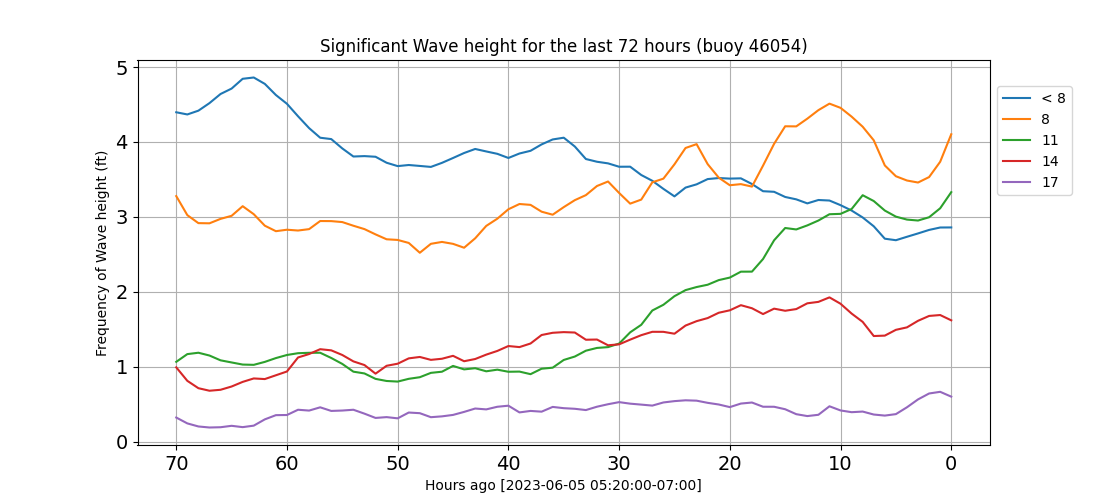 Significant Wave height for the last 72 hours (buoy 46054)
Frequency of Wave height (ft)
5
4
3
2
1
0
70 60 50 40 30 20 10 0
Hours ago [2023-06-05 05:20:00-07:00]
< 8
8
11
14
17